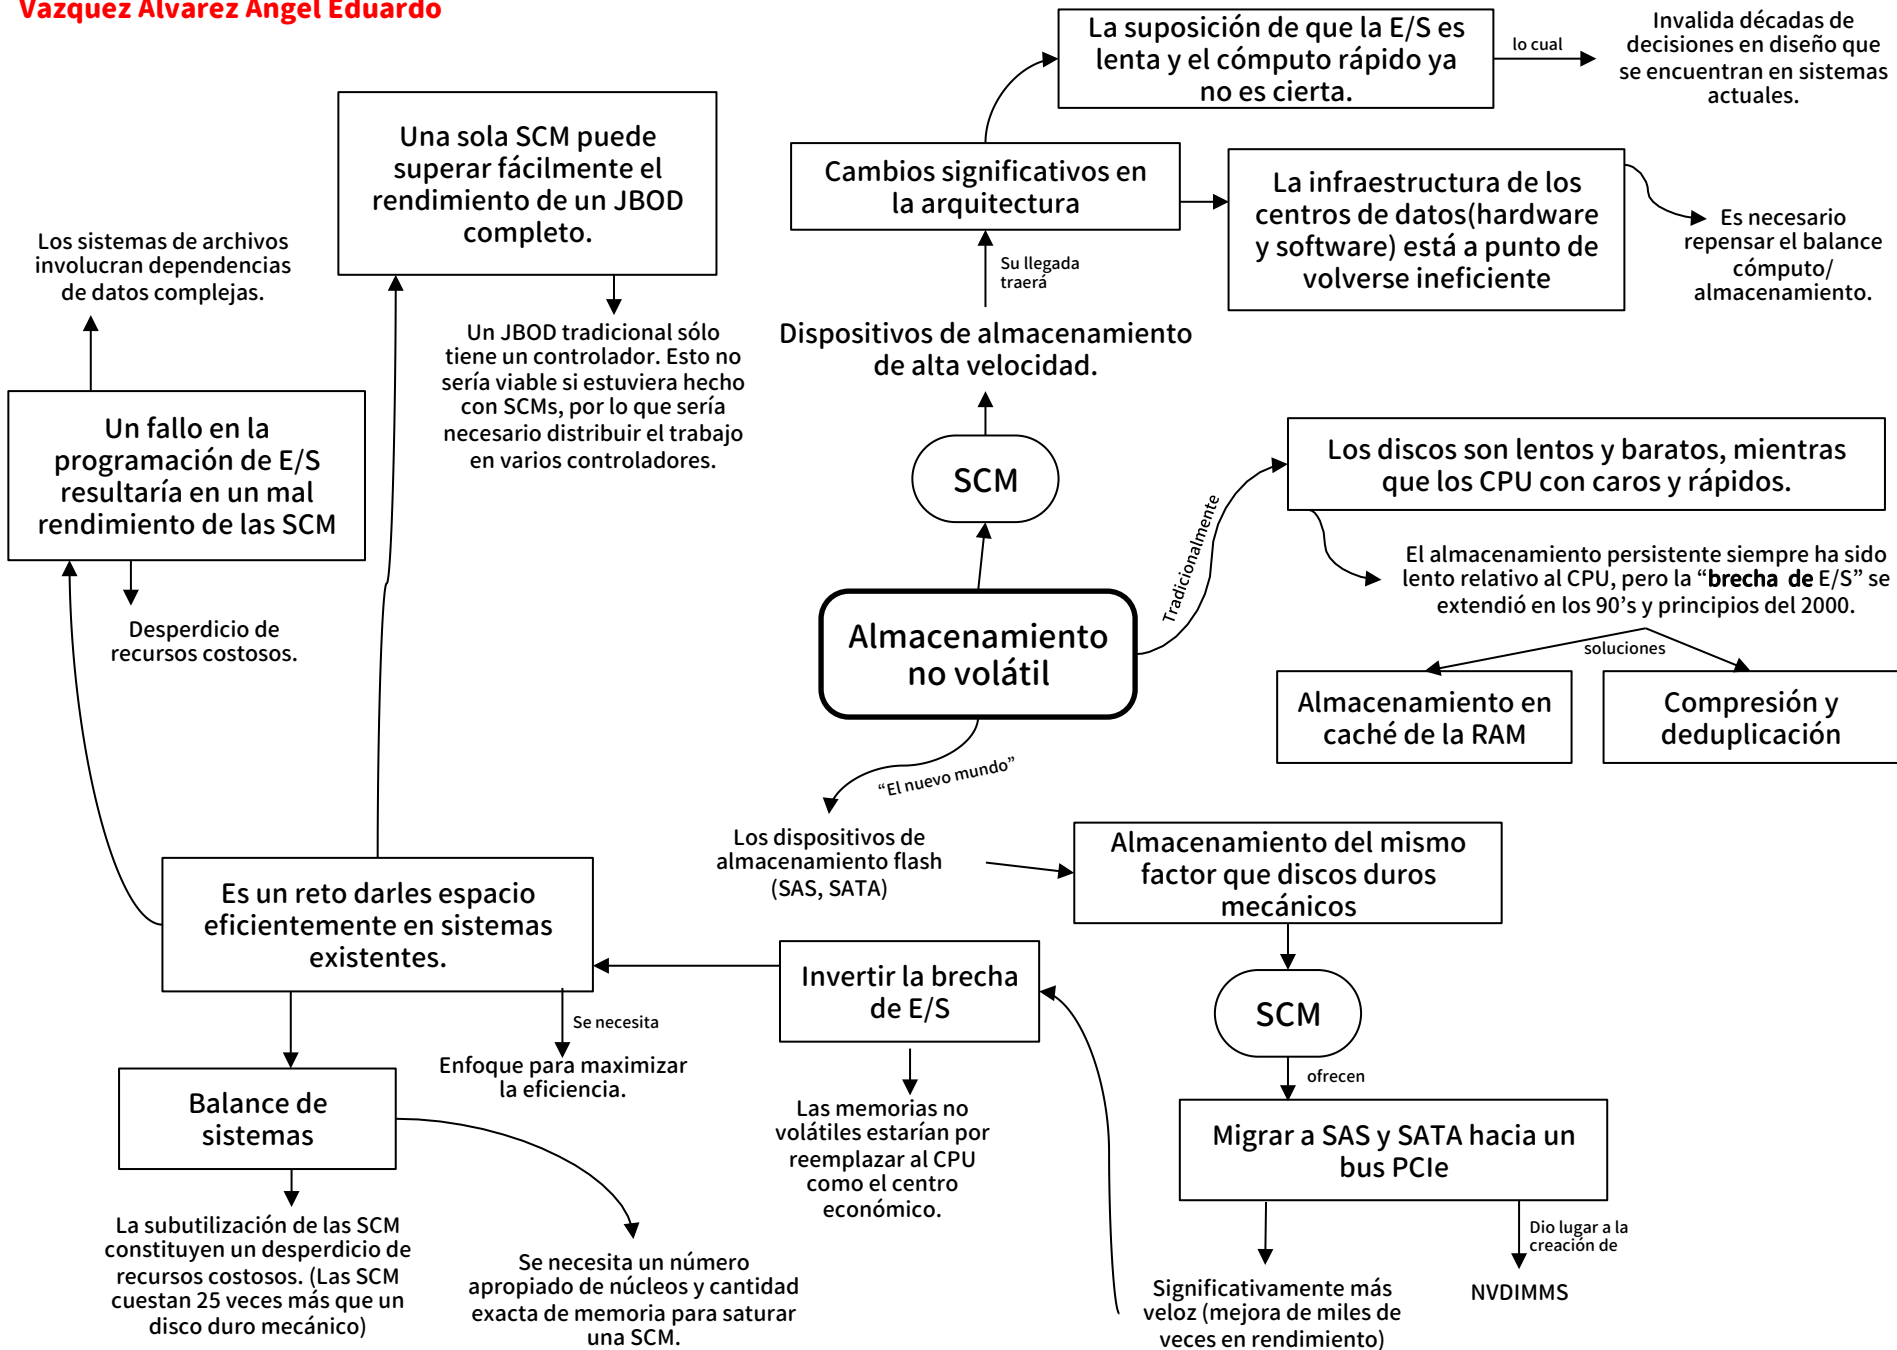 Vazquez Alvarez Angel Eduardo
La suposición de que la E/S es
lenta y el cómputo rápido ya
no es cierta.
lo cual
Invalida décadas de
decisiones en diseño que
se encuentran en sistemas
actuales.
Una sola SCM puede
superar fácilmente el
rendimiento de un JBOD
completo.
Cambios significativos en
la arquitectura
La infraestructura de los
centros de datos(hardware
y software) está a punto de
volverse ineficiente
Es necesario
repensar el balance
cómputo/
almacenamiento.
Los sistemas de archivos
involucran dependencias
de datos complejas.
Su llegada
traerá
Un JBOD tradicional sólo
tiene un controlador. Esto no
sería viable si estuviera hecho
con SCMs, por lo que sería
necesario distribuir el trabajo
en varios controladores.
Dispositivos de almacenamiento
de alta velocidad.
Un fallo en la
programación de E/S
resultaría en un mal
rendimiento de las SCM
SCM
Tradicionalmente
Los discos son lentos y baratos, mientras
que los CPU con caros y rápidos.
El almacenamiento persistente siempre ha sido
lento relativo al CPU, pero la “brecha de E/S” se
extendió en los 90’s y principios del 2000.
Desperdicio de
recursos costosos.
Almacenamiento
no volátil
soluciones
Almacenamiento en
caché de la RAM
Compresión y
deduplicación
“El nuevo mundo”
Los dispositivos de
almacenamiento flash
(SAS, SATA)
Almacenamiento del mismo
factor que discos duros
mecánicos
Es un reto darles espacio
eficientemente en sistemas
existentes.
Invertir la brecha
de E/S
SCM
Se necesita
Enfoque para maximizar
la eficiencia.
ofrecen
Balance de
sistemas
Las memorias no
volátiles estarían por
reemplazar al CPU
como el centro
económico.
Migrar a SAS y SATA hacia un
bus PCIe
La subutilización de las SCM
constituyen un desperdicio de
recursos costosos. (Las SCM
cuestan 25 veces más que un
disco duro mecánico)
Se necesita un número
apropiado de núcleos y cantidad
exacta de memoria para saturar
una SCM.
Dio lugar a la
creación de
Significativamente más
veloz (mejora de miles de
veces en rendimiento)
NVDIMMS